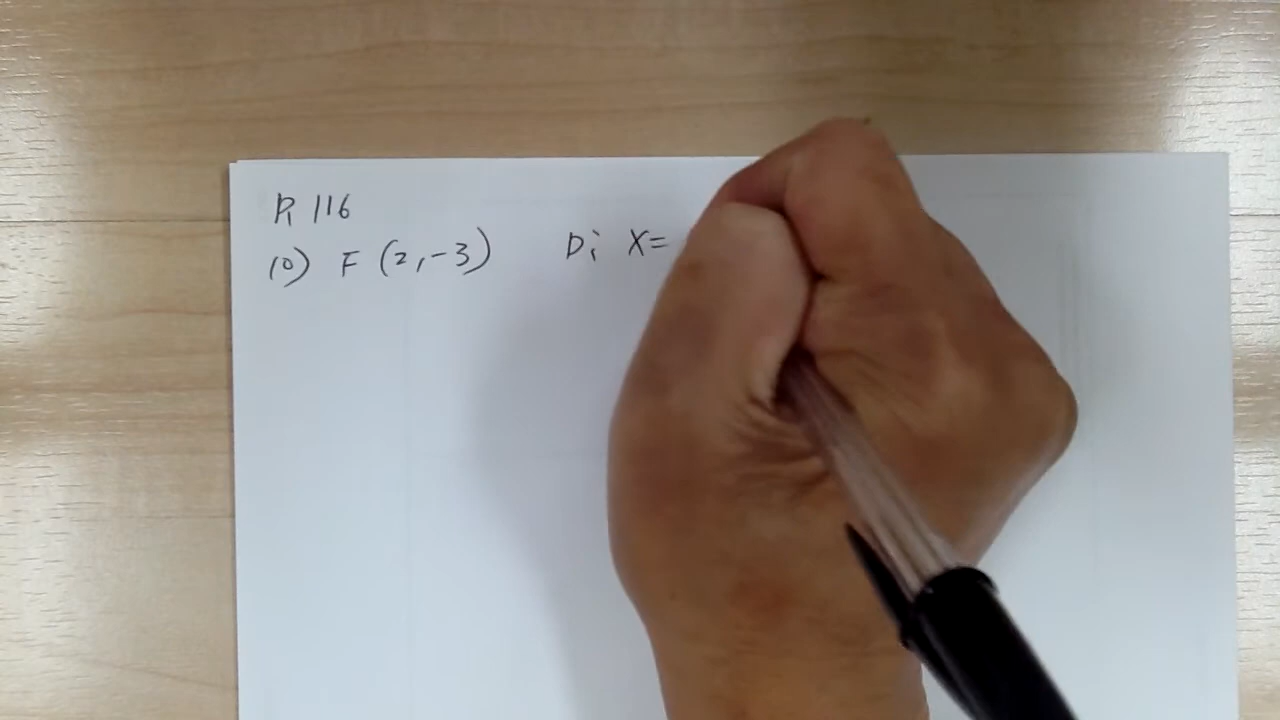 P, 116
10) F (2,-3) D; X=